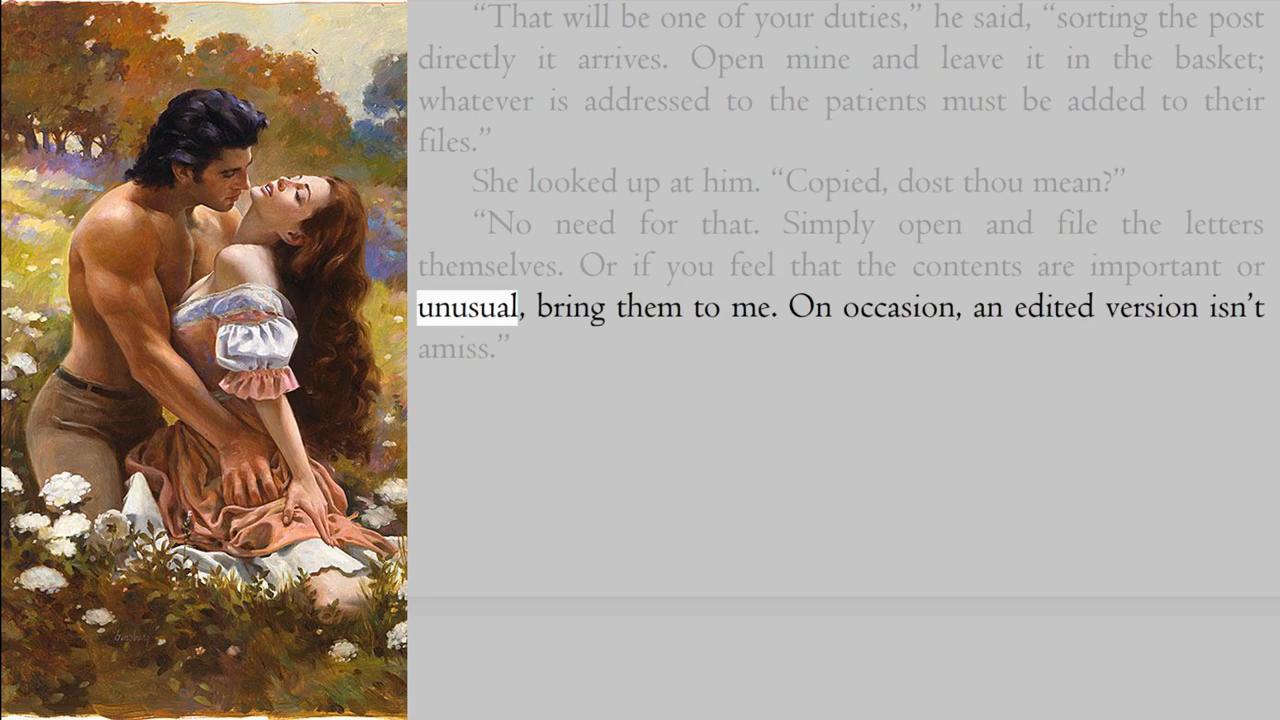 “That will be one of your duties,” he said, “sorting the post
directly it arrives. Open mine and leave it in the basket;
whatever is addressed to the patients must be added to their
files.”
She looked up at him. “Copied, dost thou mean?”
“No need for that. Simply open and file the letters
themselves. Or if you feel that the contents are important or
unusual, bring them to me. On occasion, an edited version isn’t
amiss.”